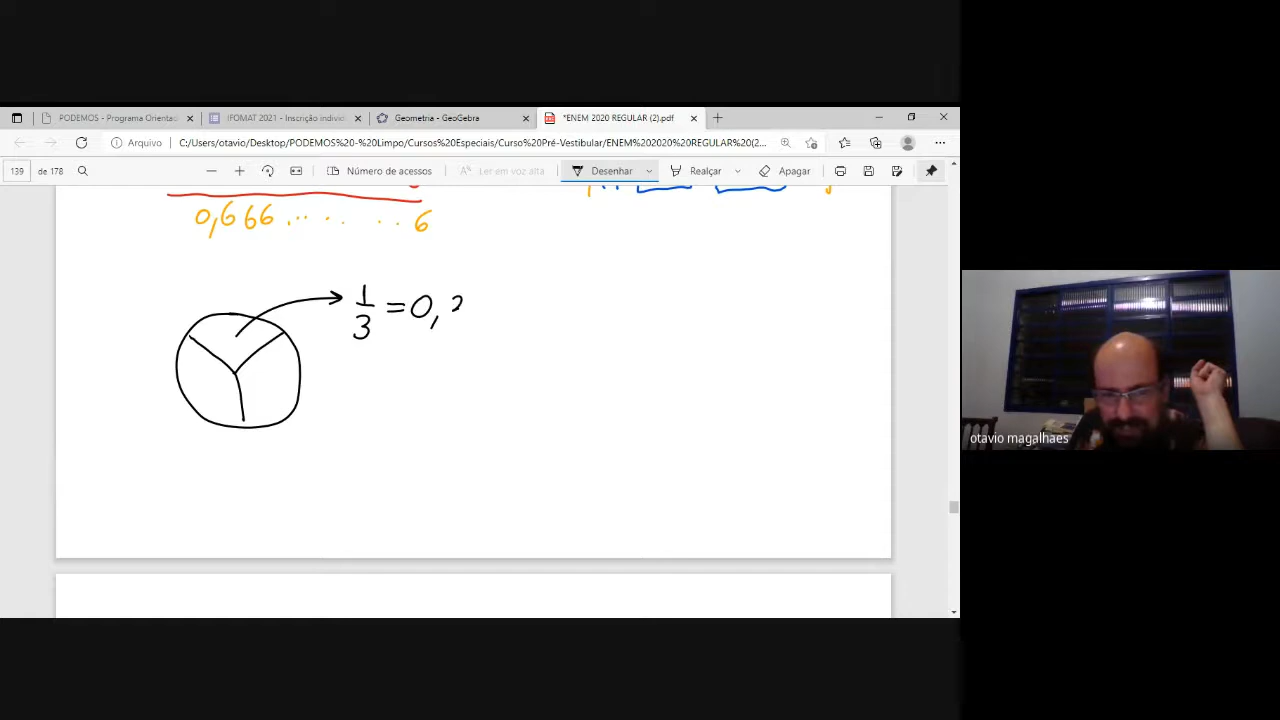 PODEMOS - Programa Orientad
IFOMAT 2021 - Inscrição individ
Geometria - GeoGebra
*ENEM 2020 REGULAR (2).pdf
Arquivo
C:/Users/otavio/Desktop/PODEMOS%20-%20Limpo/Cursos%20Especiais/Curso%20Pré-Vestibular/ENEM%202020%20REGULAR%20(2...
139 de 178
Número de acessos
Ler em voz alta
Desenhar
Realçar
Apagar
0,666 ... ... 6
1/3 = 0,
otavio magalhaes